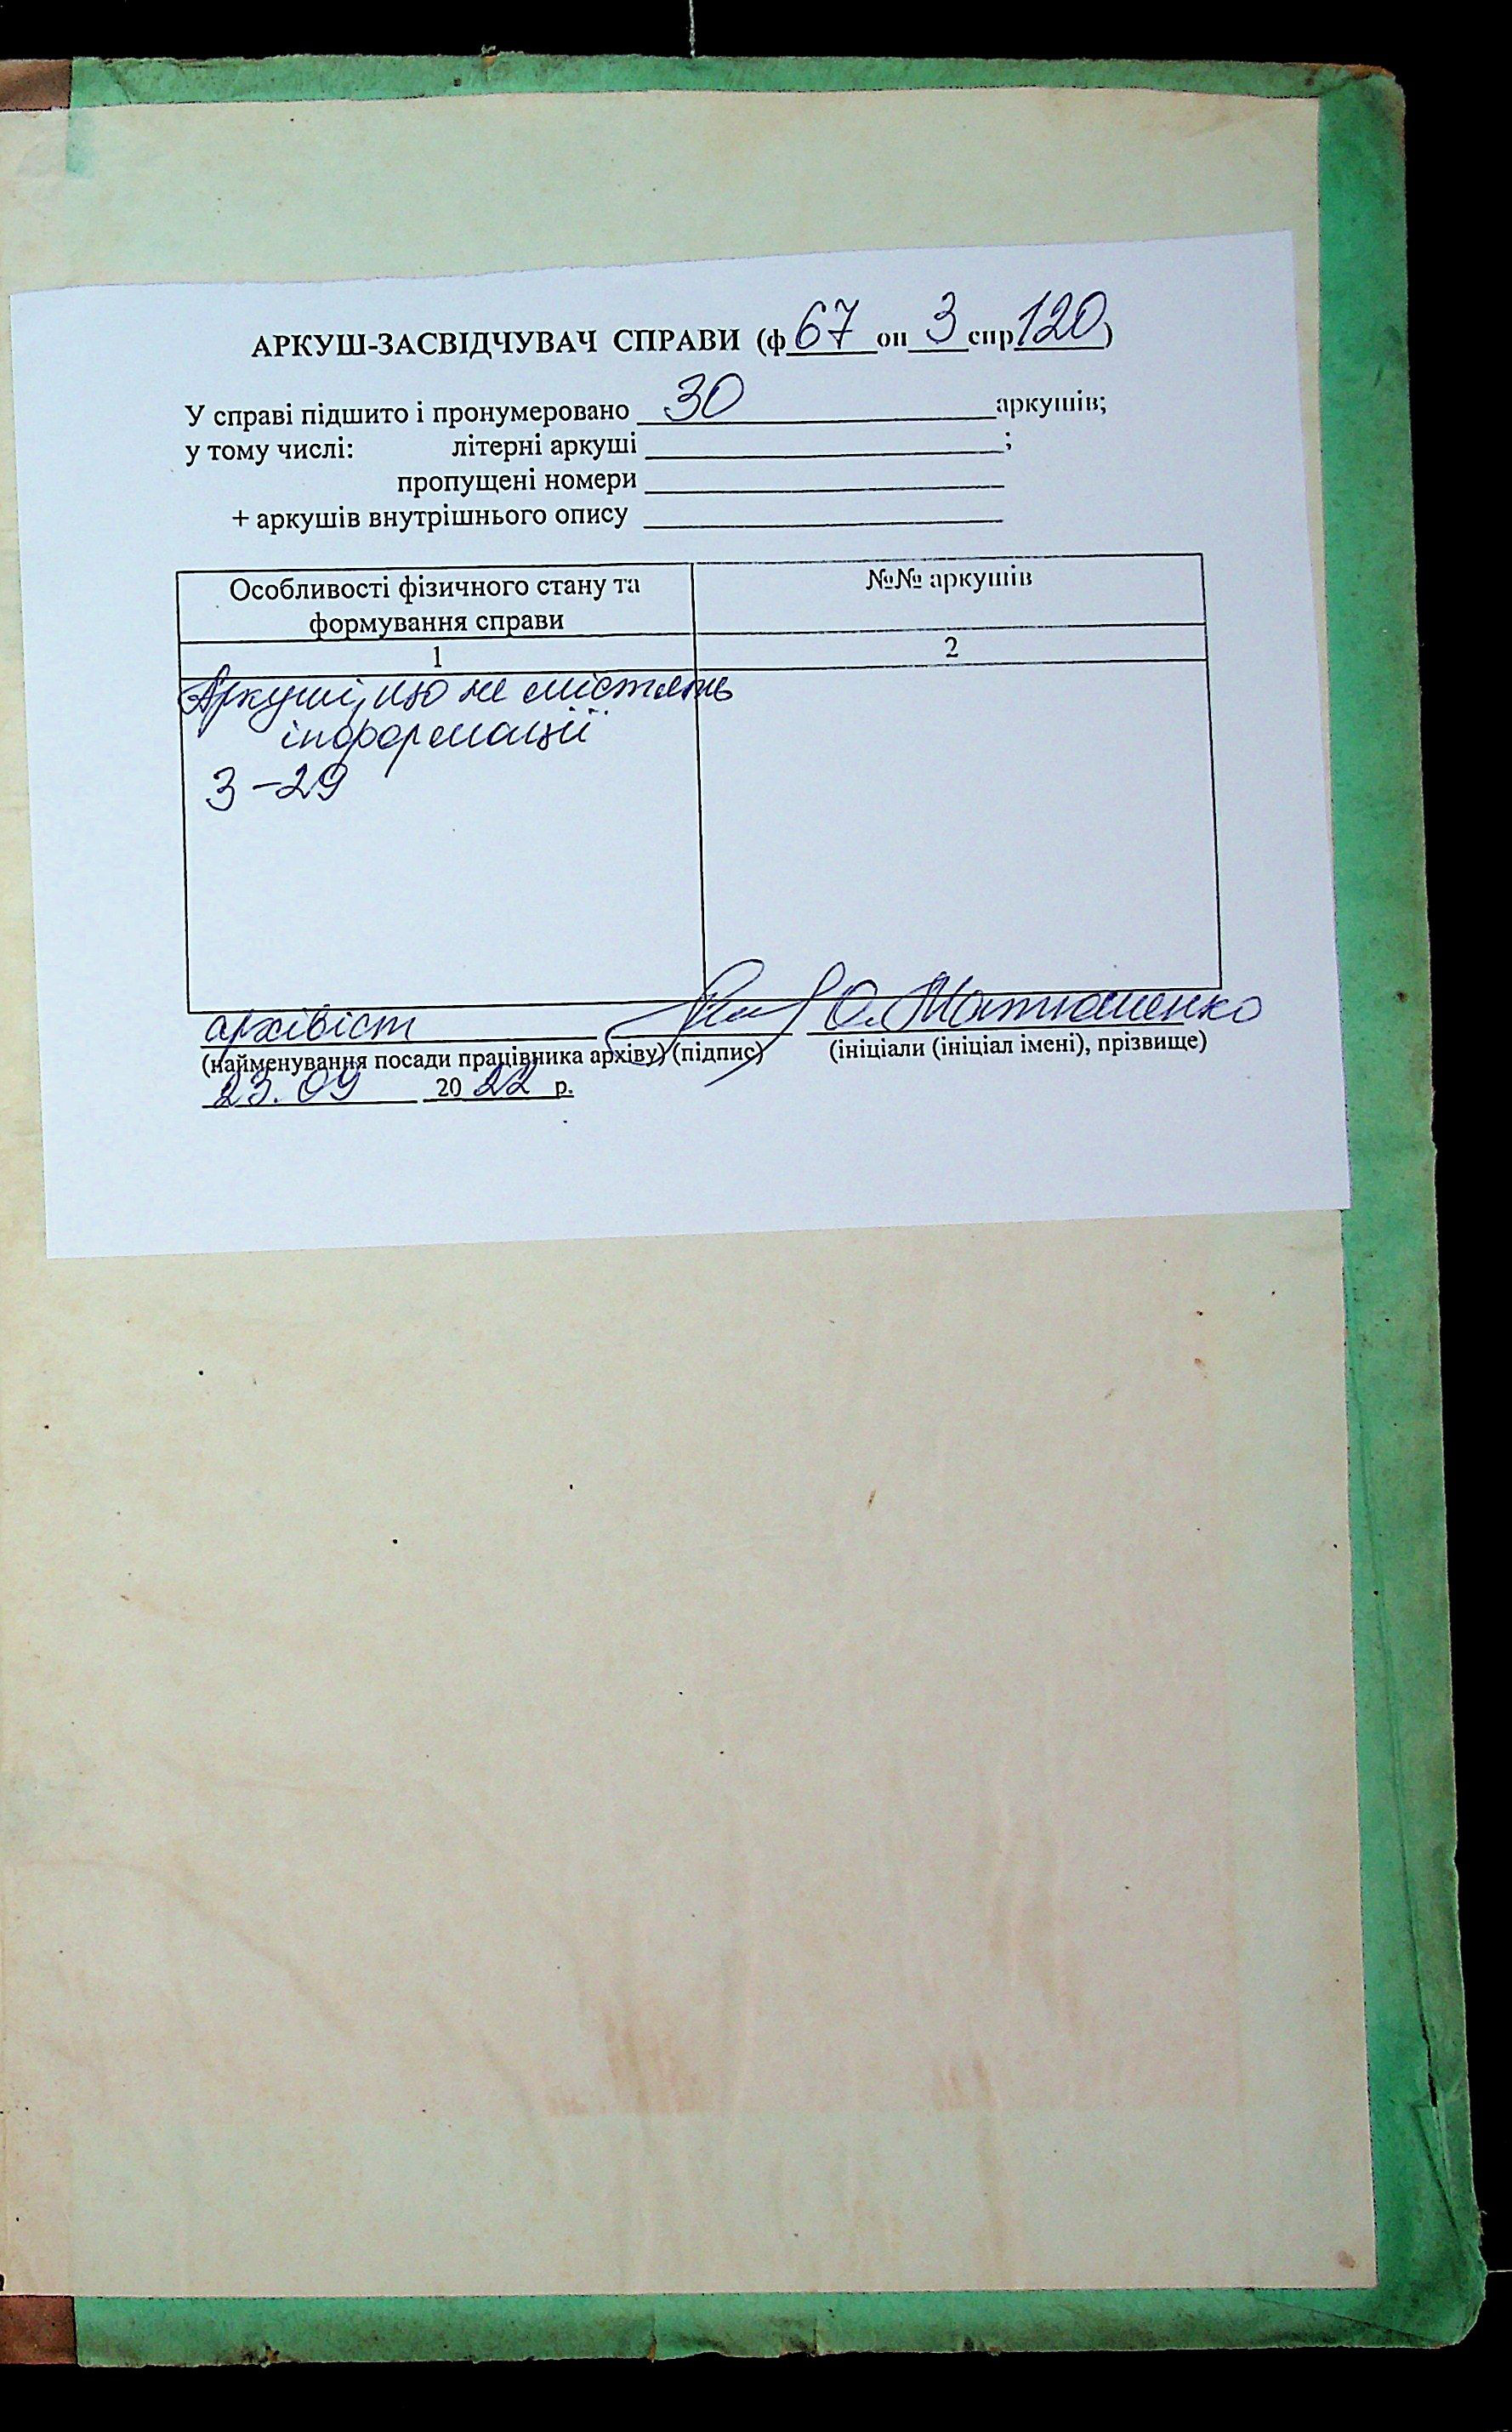 АРКУШ-ЗАСВІДЧУВАЧ СПРАВИ (ф 67 оп 3 спр 120)
У справі підшито і пронумеровано 30 аркушів;
у тому числі: літерні аркуші ;
пропущені номери
+ аркушів внутрішнього опису
Особливості фізичного стану та №№ аркушів
формування справи
1 2
Аркуші, що не містять
інформації
3-29
архівіст О. Матюшенко
(найменування посади працівника архіву) (підпис) (ініціали (ініціал імені), прізвище)
23.09 2022 р.